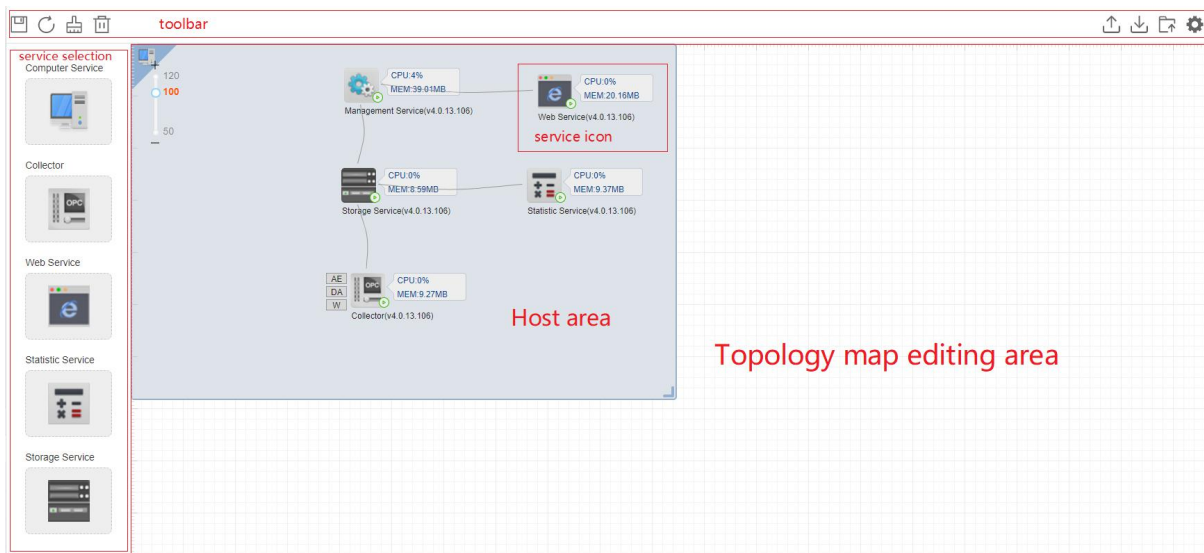 toolbar
service selection
Computer Service
Collector
OPC
Web Service
Statistic Service
Storage Service
120
100
50
CPU:4%
MEM:39.01MB
Management Service(v4.0.13.106)
CPU:0%
MEM:20.16MB
Web Service(v4.0.13.106)
service icon
CPU:0%
MEM:8.59MB
Storage Service(v4.0.13.106)
CPU:0%
MEM:9.37MB
Statistic Service(v4.0.13.106)
AE
DA
W
OPC
CPU:0%
MEM:9.27MB
Collector(v4.0.13.106)
Host area
Topology map editing area